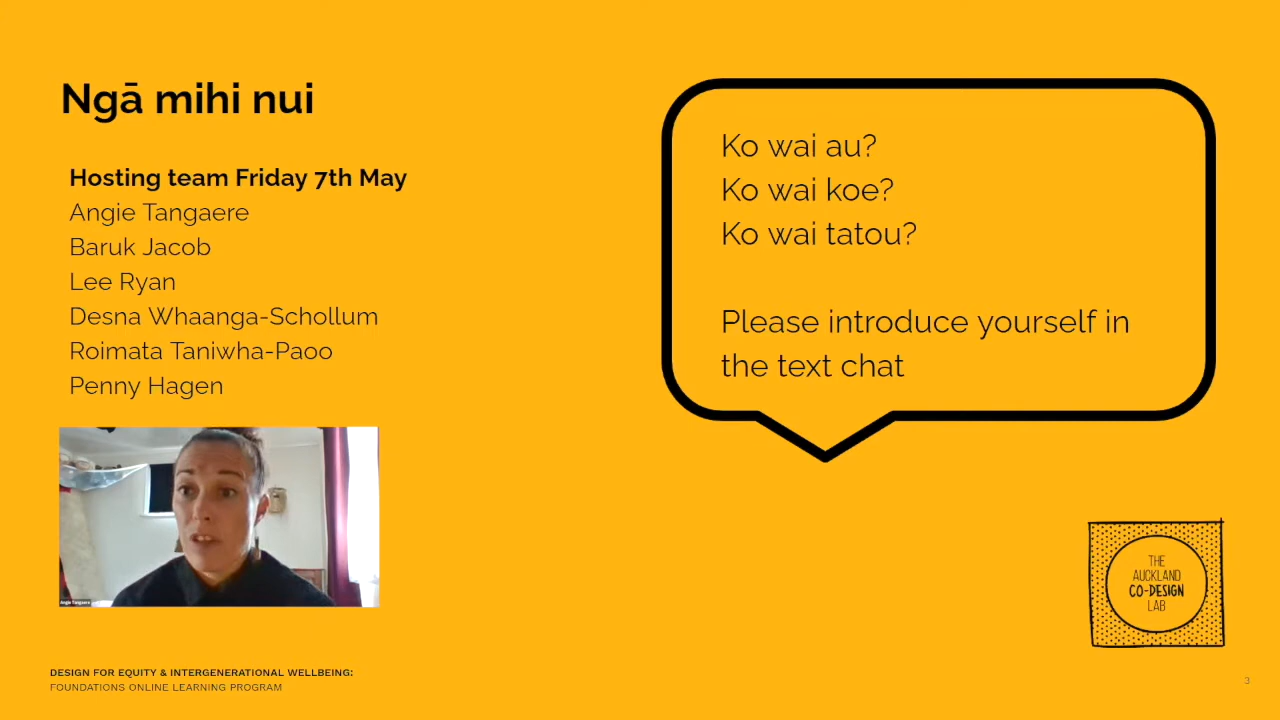 Ngā mihi nui
Hosting team Friday 7th May
Angie Tangaere
Baruk Jacob
Lee Ryan
Desna Whaanga-Schollum
Roimata Taniwha-Paoo
Penny Hagen
Ko wai au?
Ko wai koe?
Ko wai tatou?
Please introduce yourself in
the text chat
Angie Tangaere
THE
AUCKLAND
CO-DESIGN
LAB
DESIGN FOR EQUITY & INTERGENERATIONAL WELLBEING:
FOUNDATIONS ONLINE LEARNING PROGRAM
3